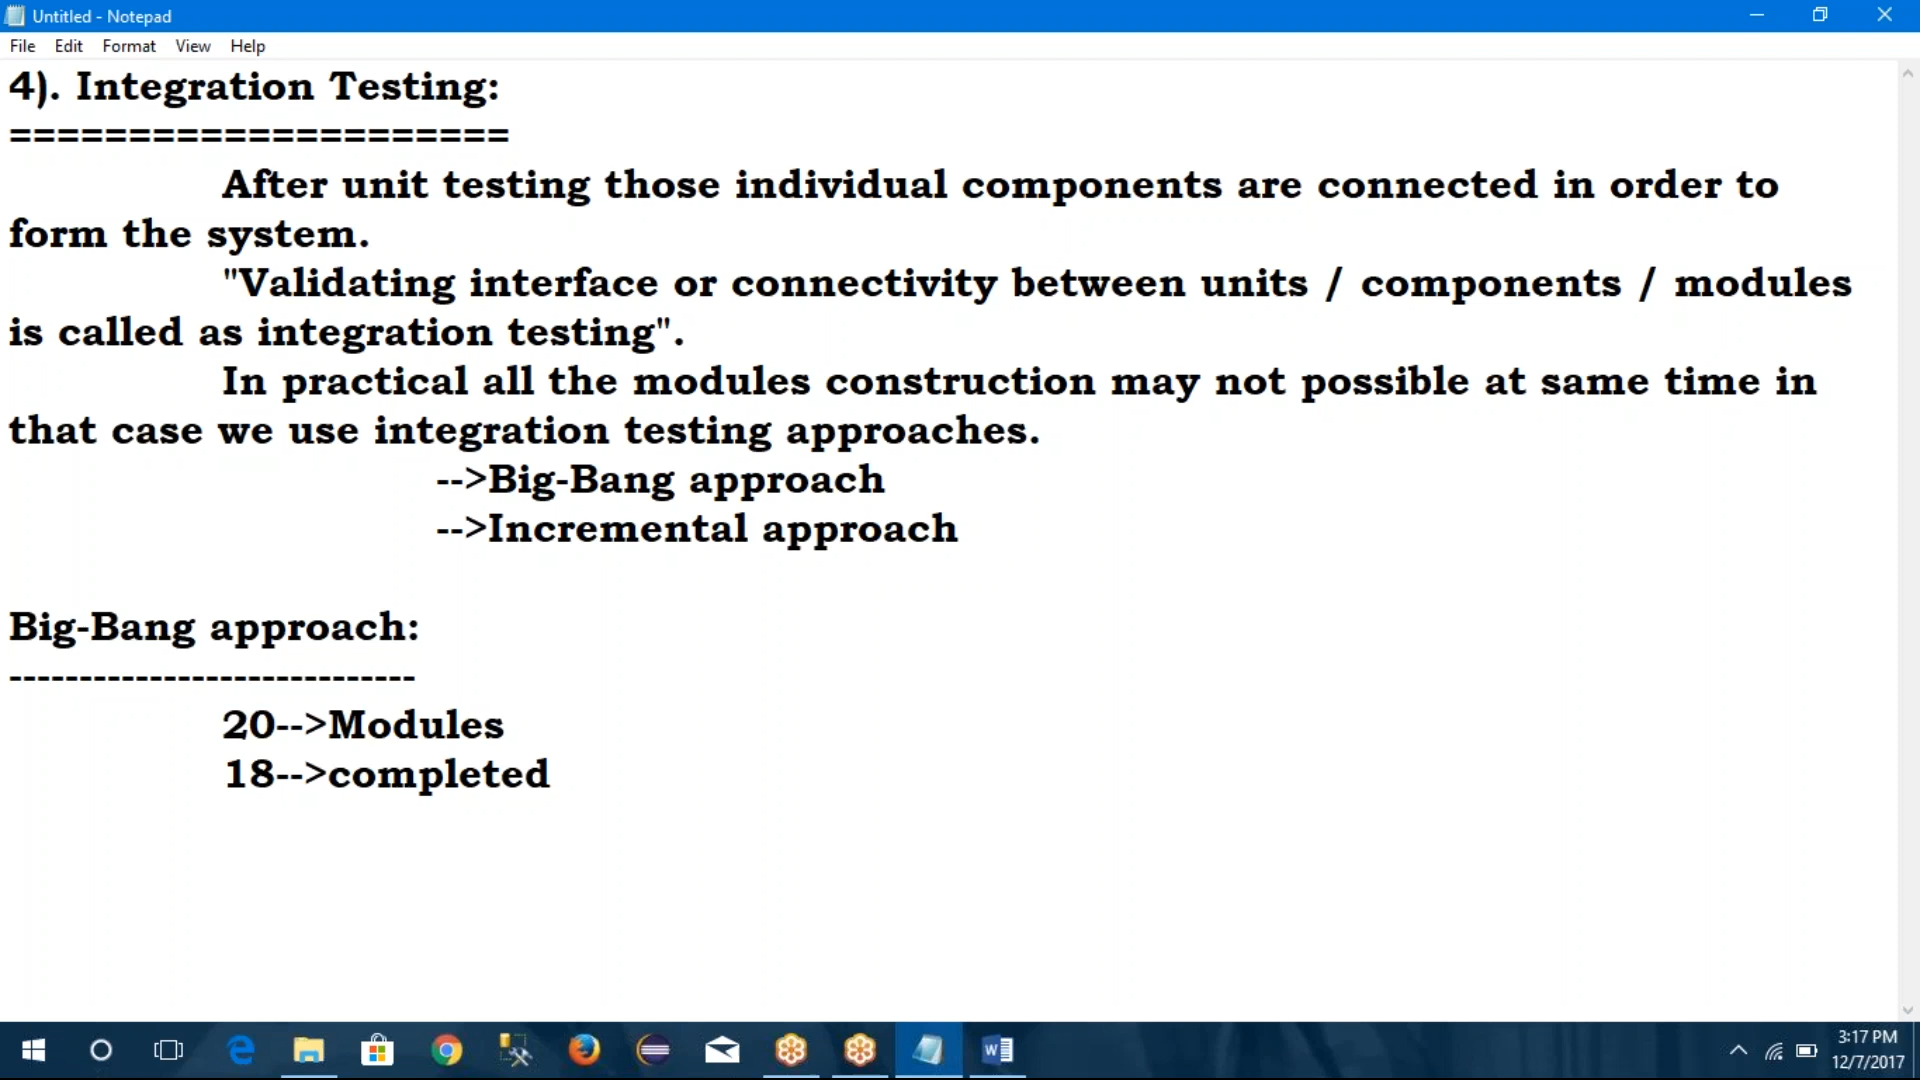 Untitled - Notepad
File Edit Format View Help
4). Integration Testing:
=====================
After unit testing those individual components are connected in order to
form the system.
"Validating interface or connectivity between units / components / modules
is called as integration testing".
In practical all the modules construction may not possible at same time in
that case we use integration testing approaches.
-->Big-Bang approach
-->Incremental approach
Big-Bang approach:
-----------------------------
20-->Modules
18-->completed
3:17 PM
12/7/2017